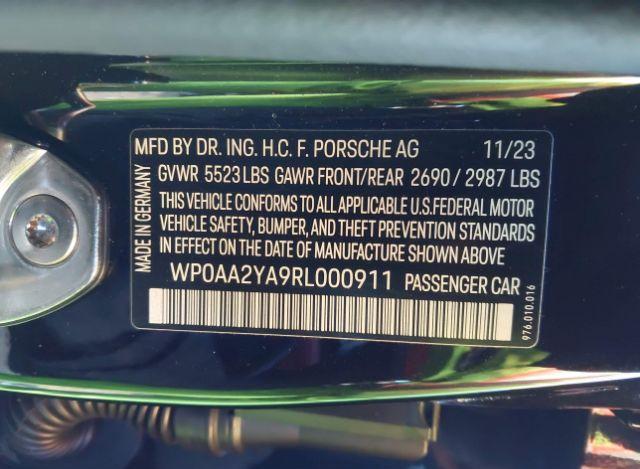 MFD BY DR. ING. H.C. F. PORSCHE AG 11/23
GVWR 5523 LBS GAWR FRONT/REAR 2690 / 2987 LBS
THIS VEHICLE CONFORMS TO ALL APPLICABLE U.S. FEDERAL MOTOR
VEHICLE SAFETY, BUMPER, AND THEFT PREVENTION STANDARDS
IN EFFECT ON THE DATE OF MANUFACTURE SHOWN ABOVE
WP0AA2YA9RL000911 PASSENGER CAR
MADE IN GERMANY
976.010.016